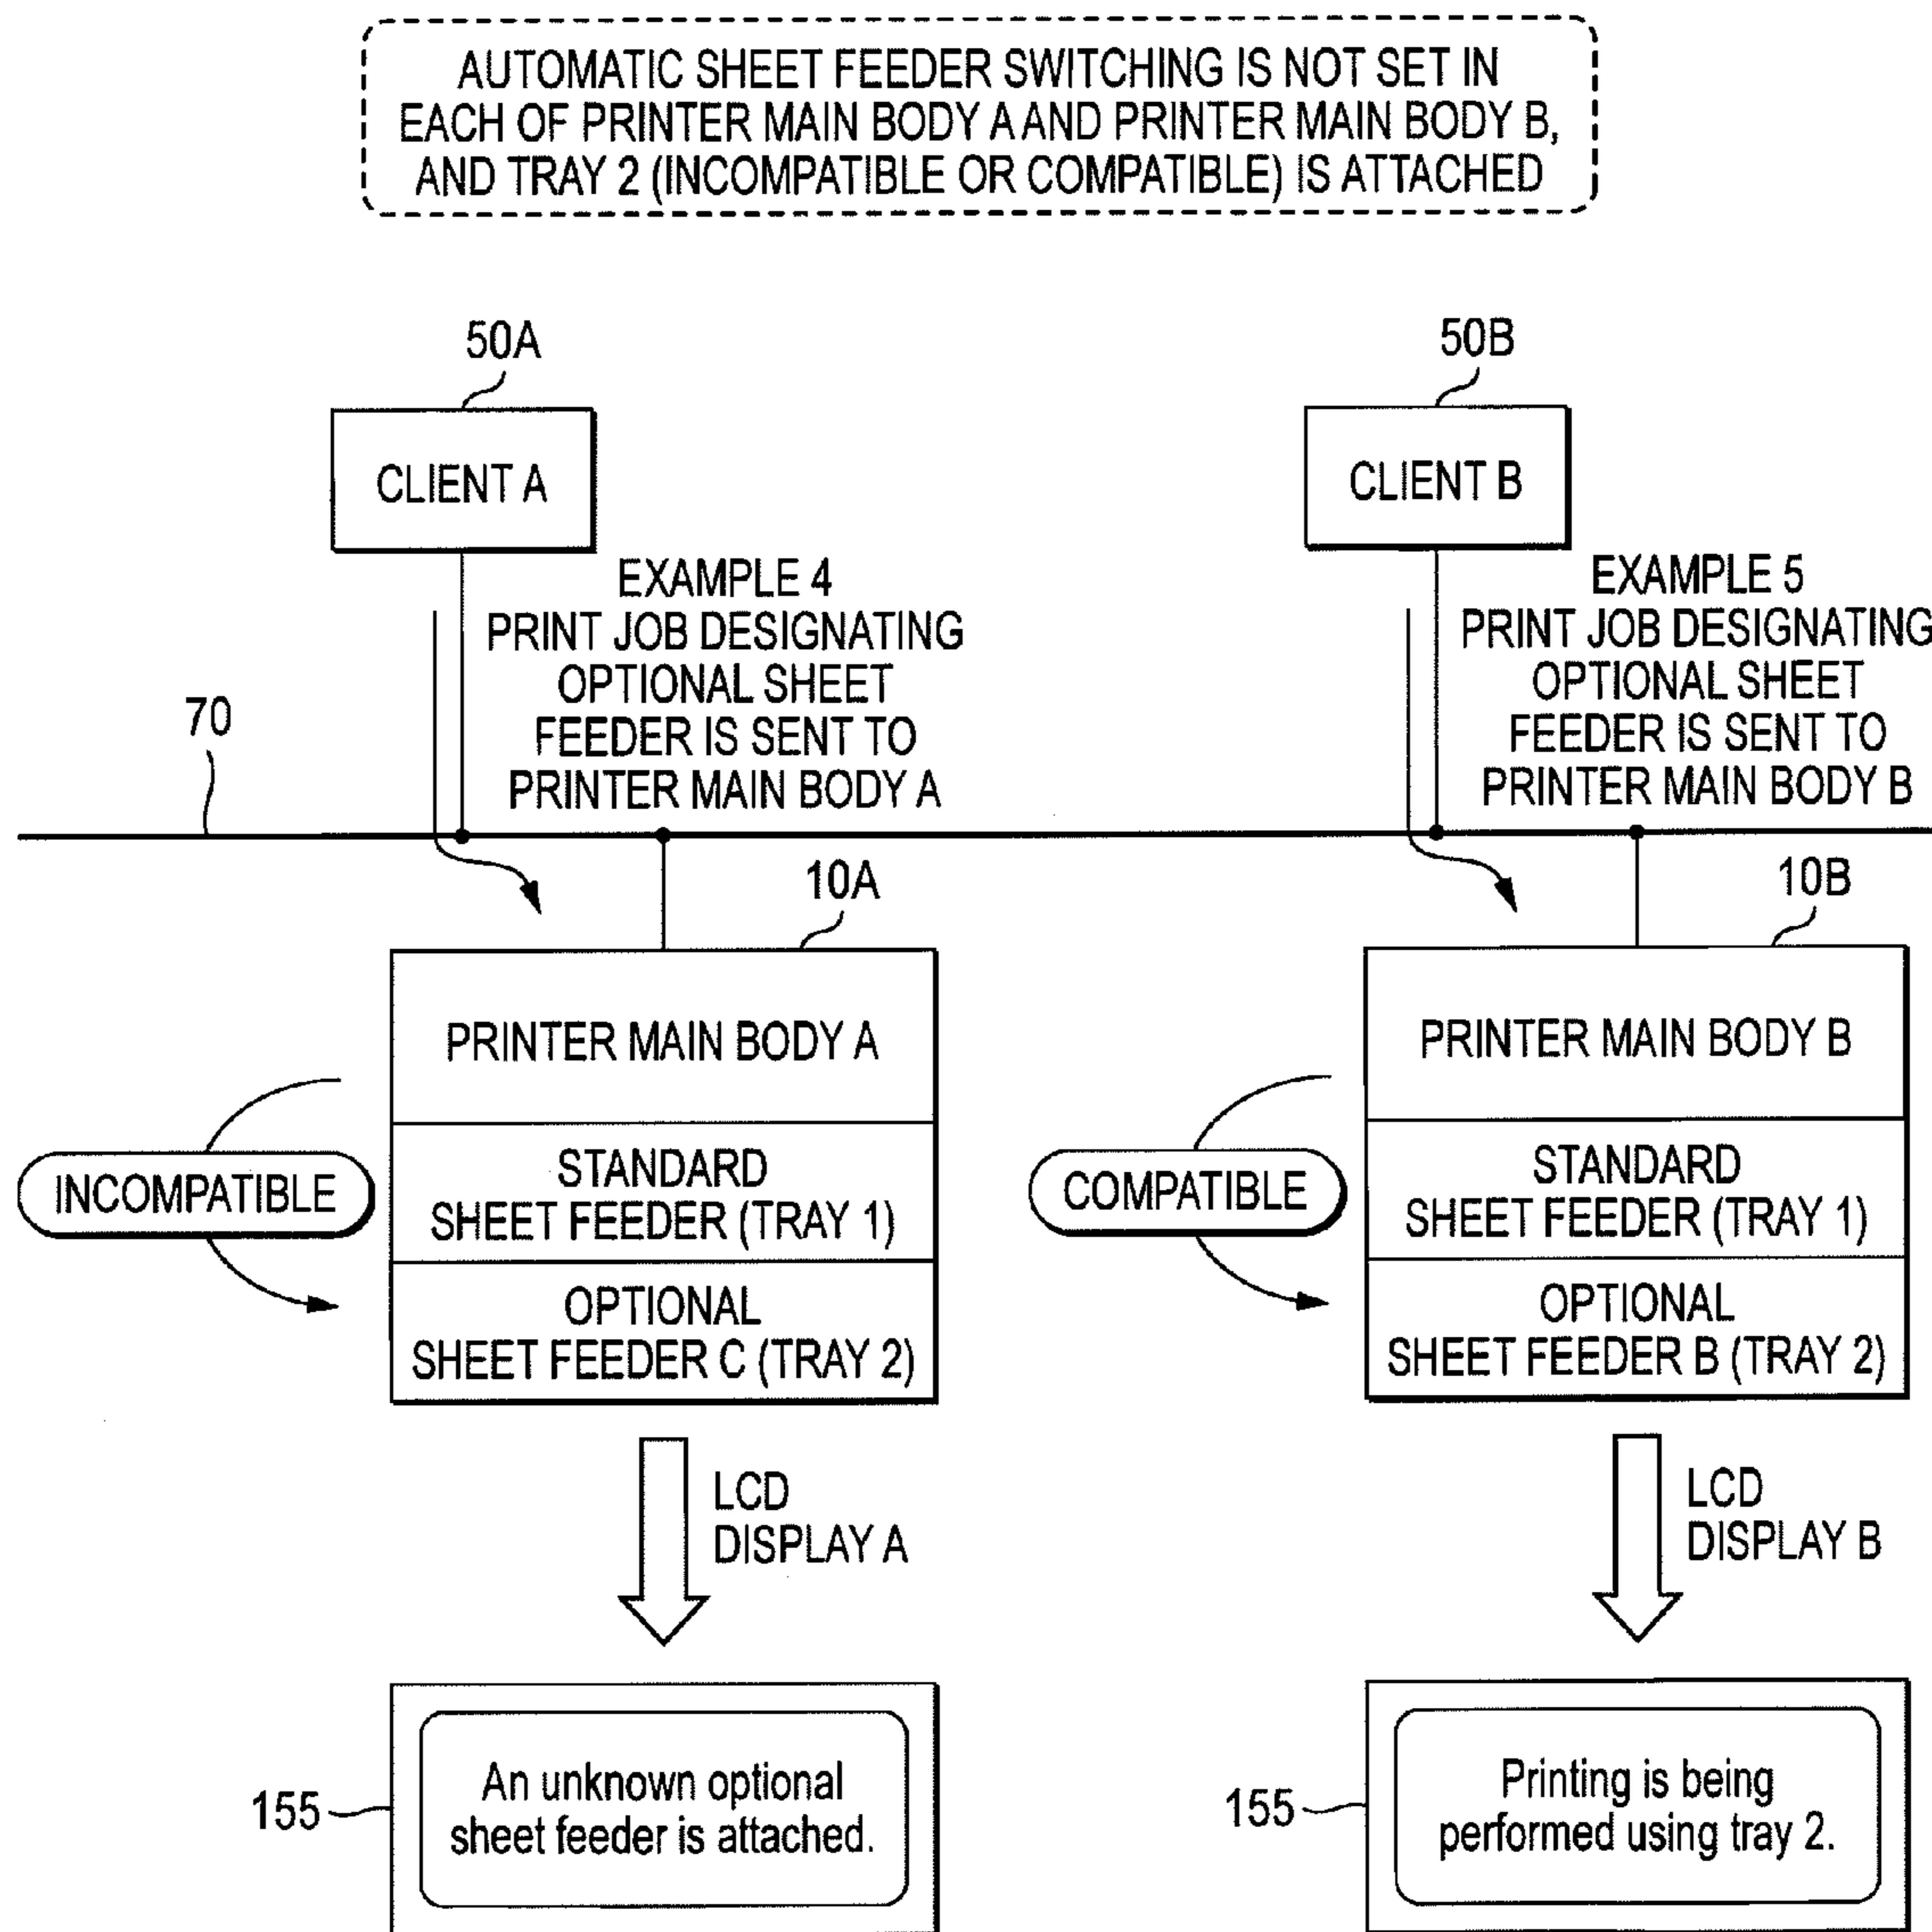 AUTOMATIC SHEET FEEDER SWITCHING IS NOT SET IN
EACH OF PRINTER MAIN BODY A AND PRINTER MAIN BODY B,
AND TRAY 2 (INCOMPATIBLE OR COMPATIBLE) IS ATTACHED
50A
CLIENT A
EXAMPLE 4
PRINT JOB DESIGNATING
OPTIONAL SHEET
FEEDER IS SENT TO
PRINTER MAIN BODY A
70
10A
PRINTER MAIN BODY A
INCOMPATIBLE
STANDARD
SHEET FEEDER (TRAY 1)
OPTIONAL
SHEET FEEDER C (TRAY 2)
LCD
DISPLAY A
155
An unknown optional
sheet feeder is attached.
50B
CLIENT B
EXAMPLE 5
PRINT JOB DESIGNATING
OPTIONAL SHEET
FEEDER IS SENT TO
PRINTER MAIN BODY B
10B
PRINTER MAIN BODY B
COMPATIBLE
STANDARD
SHEET FEEDER (TRAY 1)
OPTIONAL
SHEET FEEDER B (TRAY 2)
LCD
DISPLAY B
155
Printing is being
performed using tray 2.